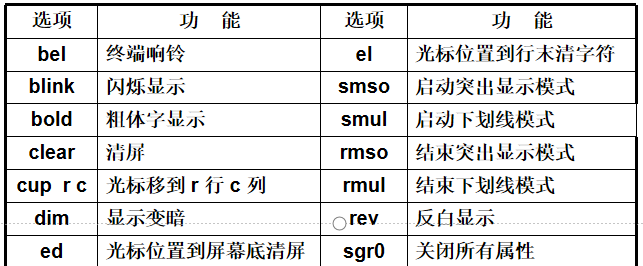 选项 功 能 选项 功 能
bel 终端响铃 el 光标位置到行末清字符
blink 闪烁显示 smso 启动突出显示模式
bold 粗体字显示 smul 启动下划线模式
clear 清屏 rmso 结束突出显示模式
cup r c 光标移到 r 行 c 列 rmul 结束下划线模式
dim 显示变暗 rev 反白显示
ed 光标位置到屏幕底清屏 sgr0 关闭所有属性